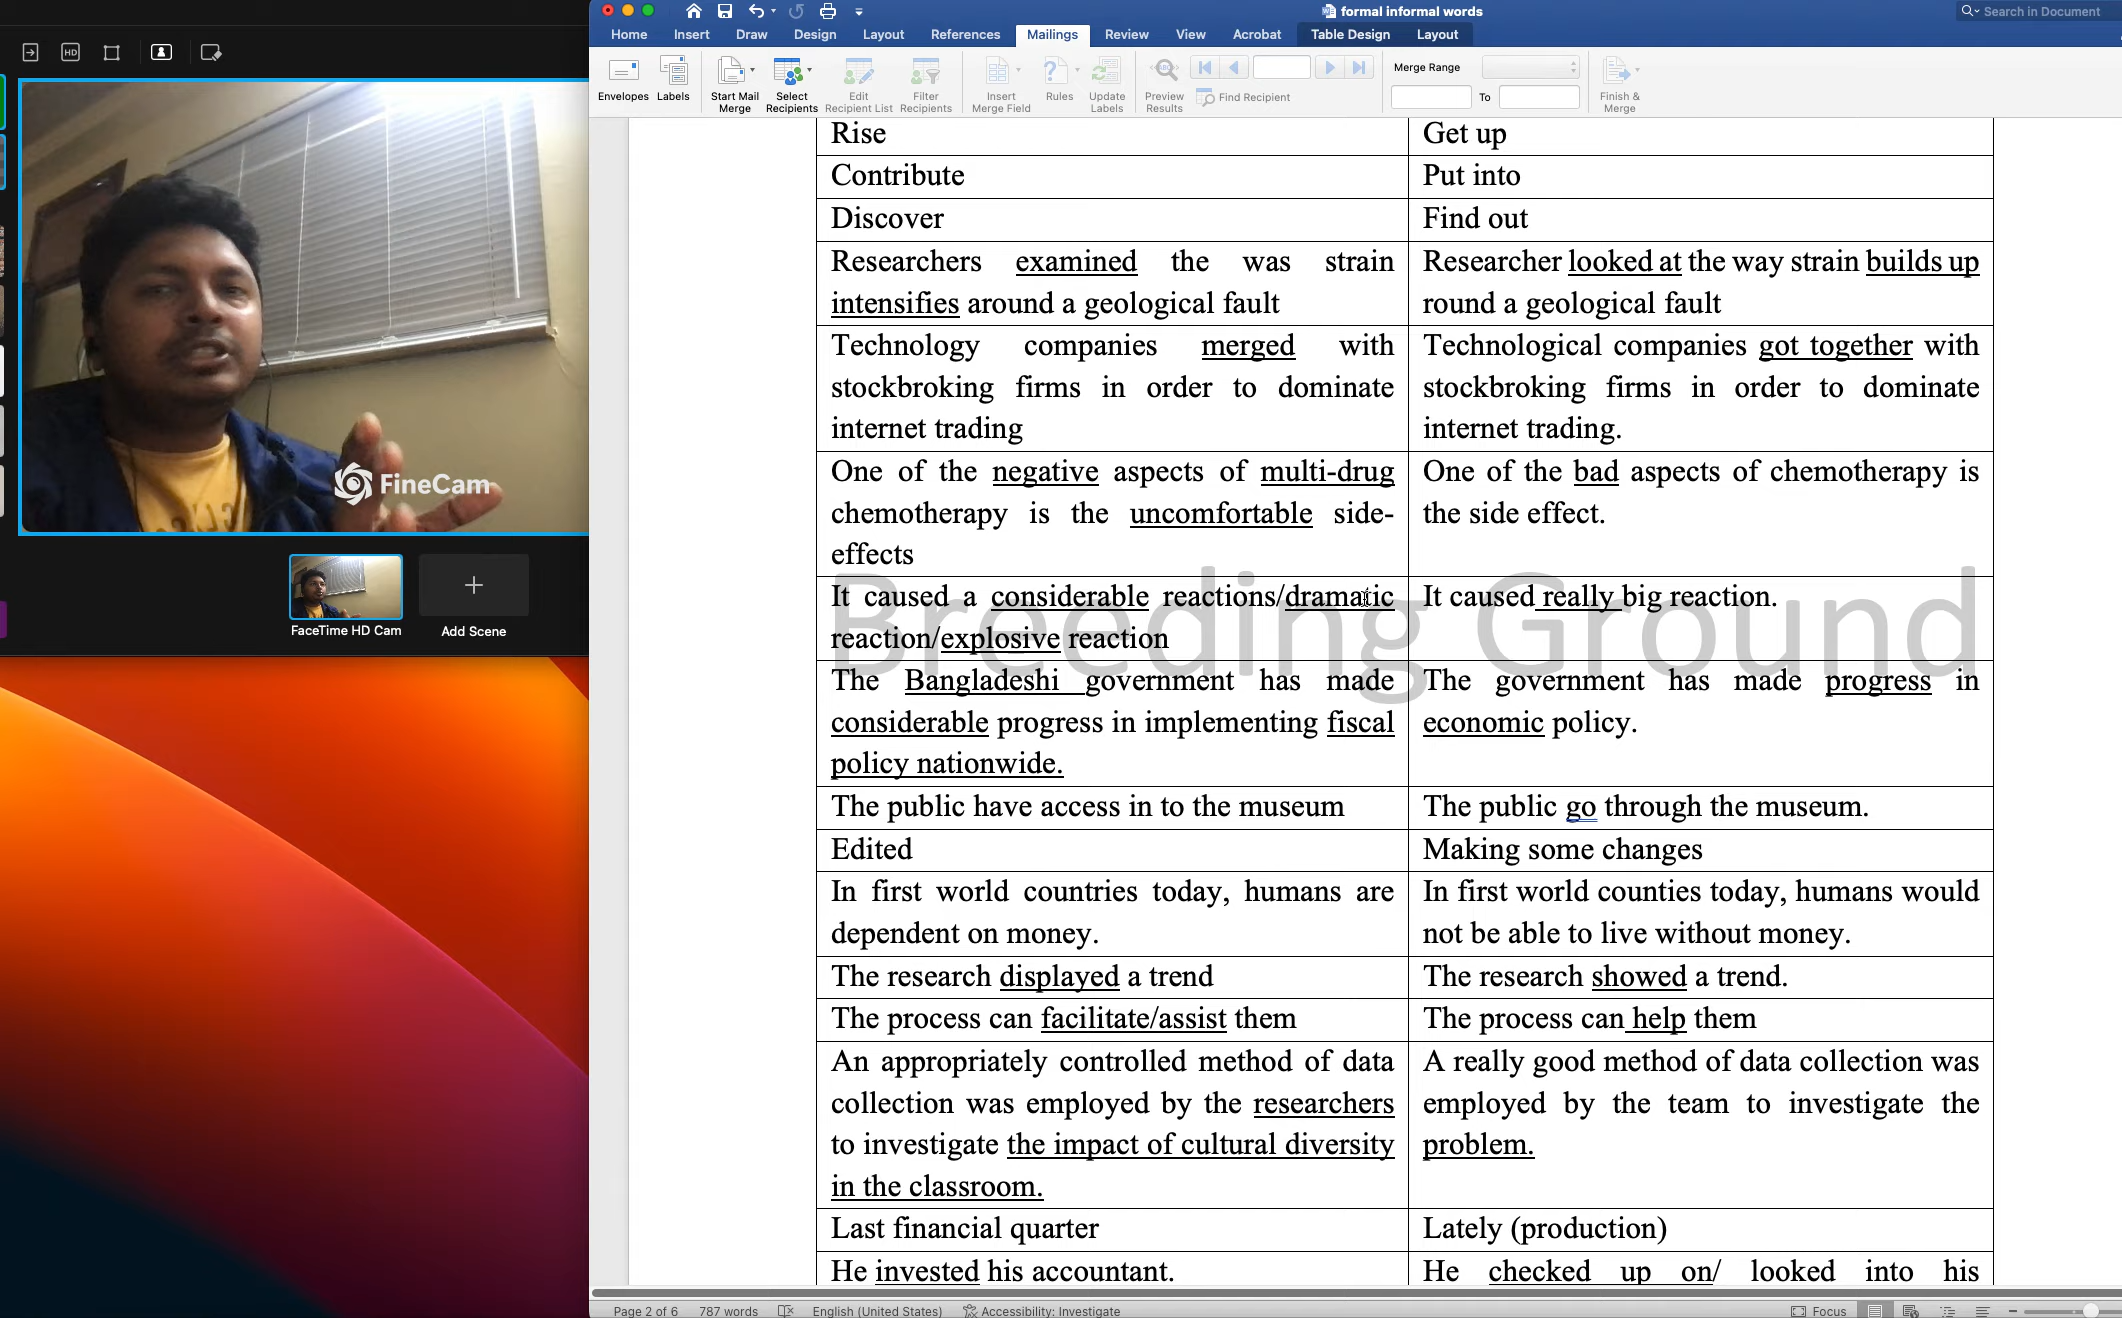 HD
FineCam
FaceTime HD Cam
Add Scene
formal informal words
Search in Document
Home Insert Draw Design Layout References Mailings Review View Acrobat Table Design Layout
Envelopes Labels Start Mail Merge Select Recipients Edit Recipient List Filter Recipients Insert Merge Field Rules Update Labels Preview Results Find Recipient Merge Range To Finish & Merge
Rise
Get up
Contribute
Put into
Discover
Find out
Researchers examined the was strain
intensifies around a geological fault
Researcher looked at the way strain builds up
round a geological fault
Technology companies merged with
stockbroking firms in order to dominate
internet trading
Technological companies got together with
stockbroking firms in order to dominate
internet trading.
One of the negative aspects of multi-drug
chemotherapy is the uncomfortable side-
effects
One of the bad aspects of chemotherapy is
the side effect.
It caused a considerable reactions/dramatic
reaction/explosive reaction
It caused really big reaction.
Breeding Ground
The Bangladeshi government has made
considerable progress in implementing fiscal
policy nationwide.
The government has made progress in
economic policy.
The public have access in to the museum
The public go through the museum.
Edited
Making some changes
In first world countries today, humans are
dependent on money.
In first world counties today, humans would
not be able to live without money.
The research displayed a trend
The research showed a trend.
The process can facilitate/assist them
The process can help them
An appropriately controlled method of data
collection was employed by the researchers
to investigate the impact of cultural diversity
in the classroom.
A really good method of data collection was
employed by the team to investigate the
problem.
Last financial quarter
Lately (production)
He invested his accountant.
He checked up on/ looked into his
Page 2 of 6 787 words English (United States) Accessibility: Investigate Focus